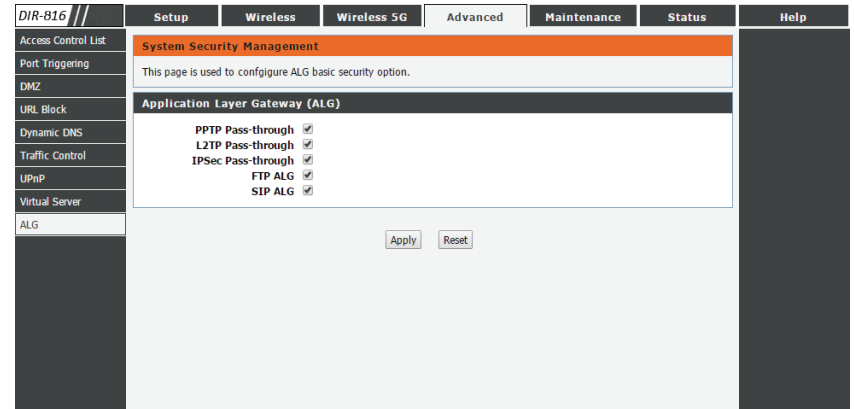 DIR-816
Setup
Wireless
Wireless 5G
Advanced
Maintenance
Status
Help
Access Control List
Port Triggering
DMZ
URL Block
Dynamic DNS
Traffic Control
UPnP
Virtual Server
ALG
System Security Management
This page is used to confgigure ALG basic security option.
Application Layer Gateway (ALG)
PPTP Pass-through
L2TP Pass-through
IPSec Pass-through
FTP ALG
SIP ALG
Apply
Reset